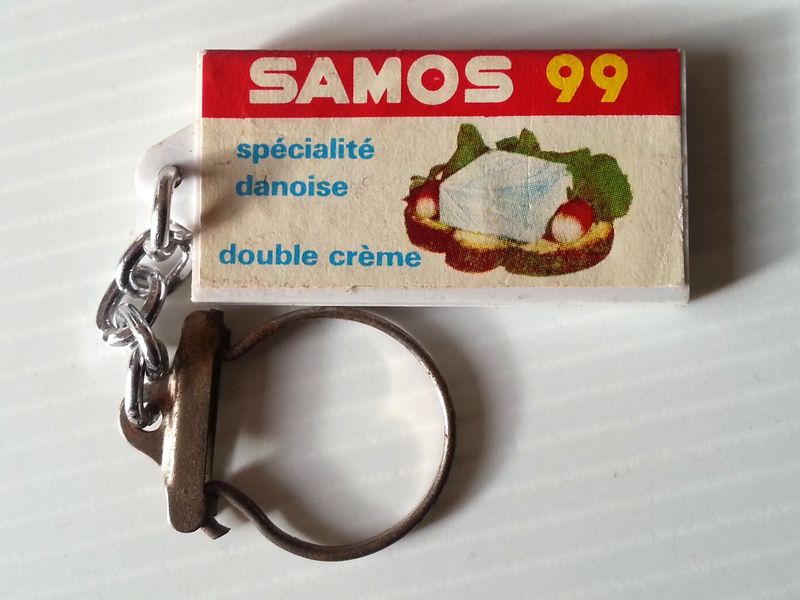 SAMOS 99
spécialité
danoise
double crème